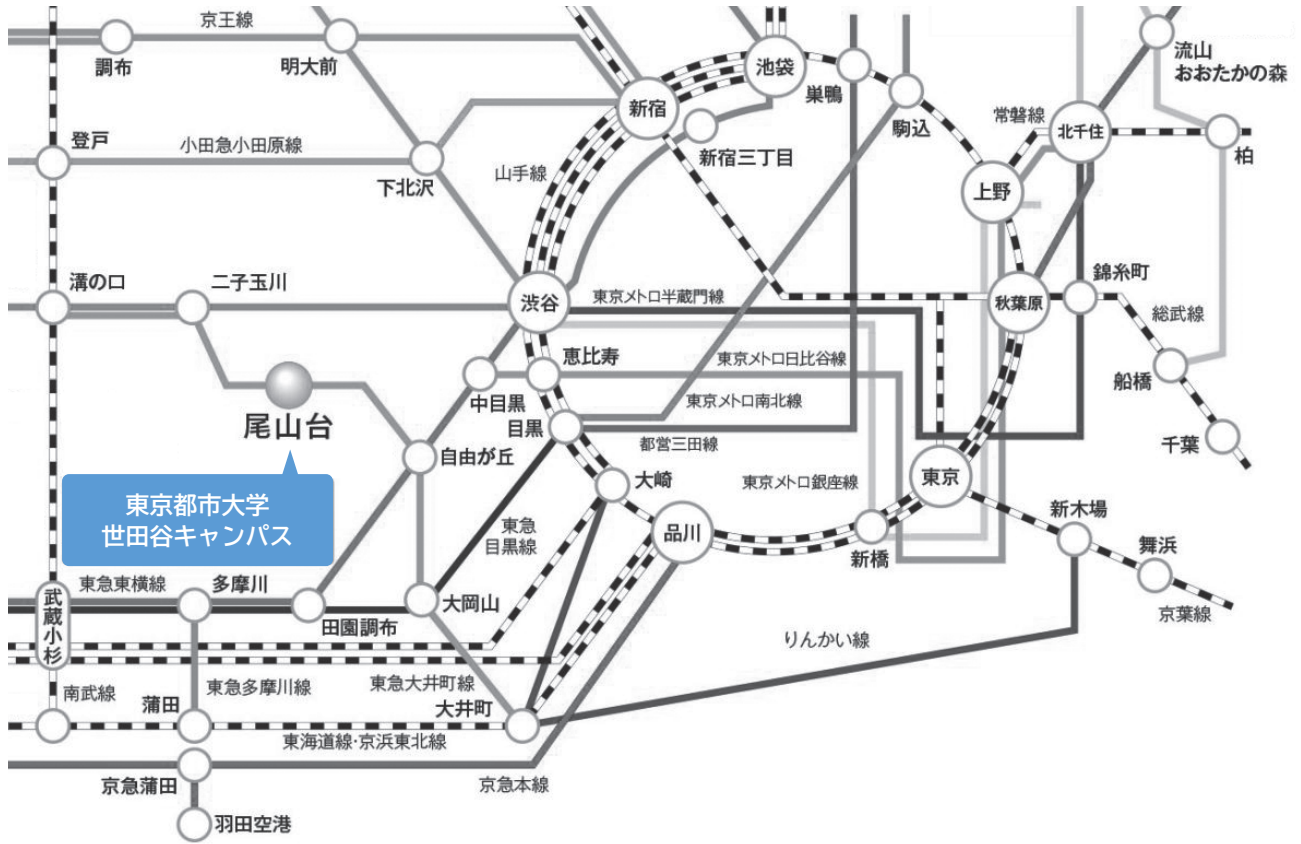 京王線
調布
明大前
新宿
池袋
巣鴨
駒込
流山
おおたかの森
常磐線
北千住
柏
登戸
小田急小田原線
下北沢
山手線
新宿三丁目
上野
溝の口
二子玉川
渋谷
東京メトロ半蔵門線
秋葉原
錦糸町
総武線
船橋
千葉
恵比寿
東京メトロ日比谷線
中目黒
東京メトロ南北線
目黒
都営三田線
尾山台
自由が丘
大崎
東京メトロ銀座線
東京
東京都市大学
世田谷キャンパス
東急
目黒線
品川
新橋
新木場
舞浜
京葉線
東急東横線
多摩川
武蔵小杉
田園調布
大岡山
りんかい線
南武線
東急多摩川線
東急大井町線
蒲田
大井町
東海道線・京浜東北線
京急蒲田
京急本線
羽田空港